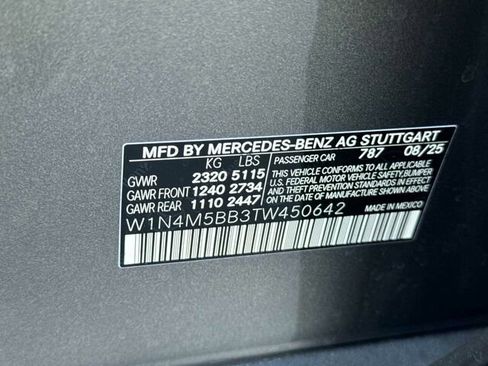 MFD BY MERCEDES-BENZ AG STUTTGART
KG LBS PASSENGER CAR 787 08/25
GVWR 2320 5115
GAWR FRONT 1240 2734
GAWR REAR 1110 2447
THIS VEHICLE CONFORMS TO ALL APPLICABLE
U.S. FEDERAL MOTOR VEHICLE SAFETY, BUMPER,
AND THEFT PREVENTION STANDARDS IN EFFECT
ON THE DATE OF MANUFACTURE SHOWN ABOVE.
W1N4M5BB3TW450642 MADE IN MEXICO